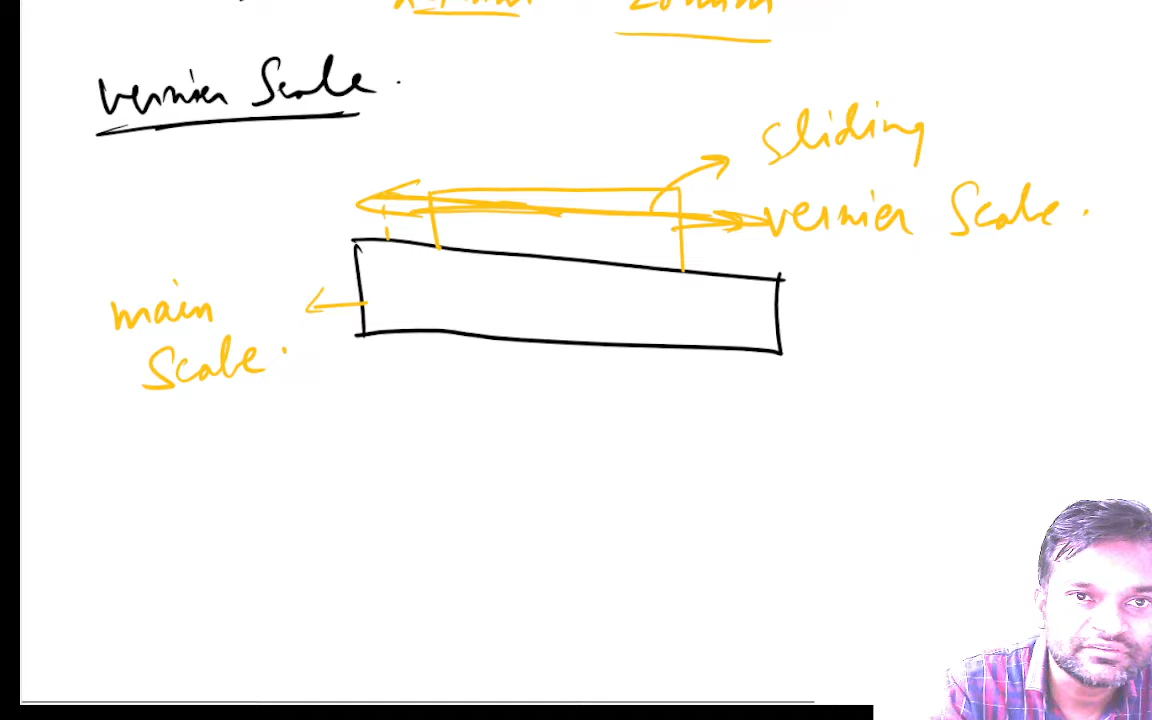 Vernier Scale.
sliding
vernier Scale.
main
Scale.